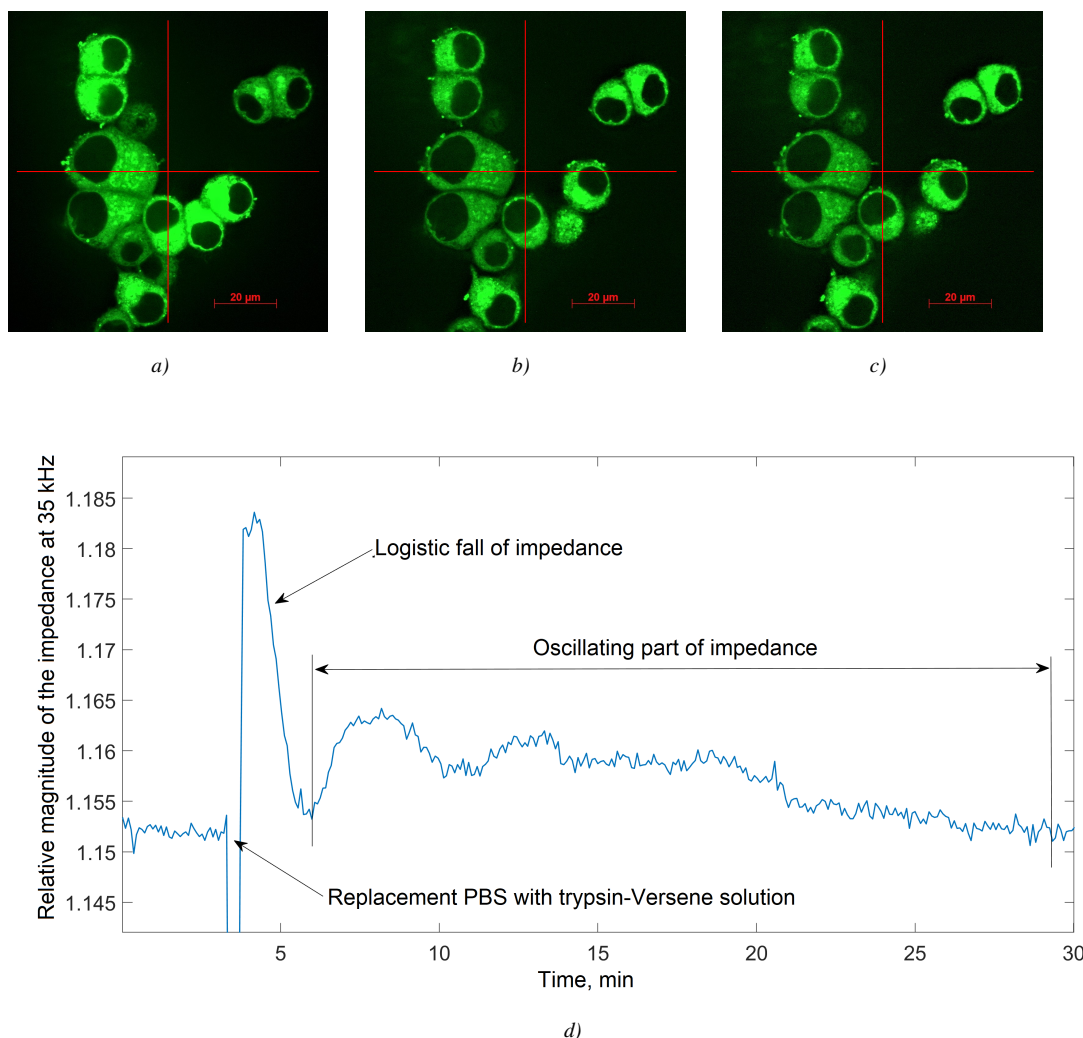 20 µm
20 µm
20 µm
a)
b)
c)
Relative magnitude of the impedance at 35 kHz
1.185
1.18
1.175
1.17
1.165
1.16
1.155
1.15
1.145
Logistic fall of impedance
Oscillating part of impedance
Replacement PBS with trypsin-Versene solution
5
10
15
20
25
30
Time, min
d)